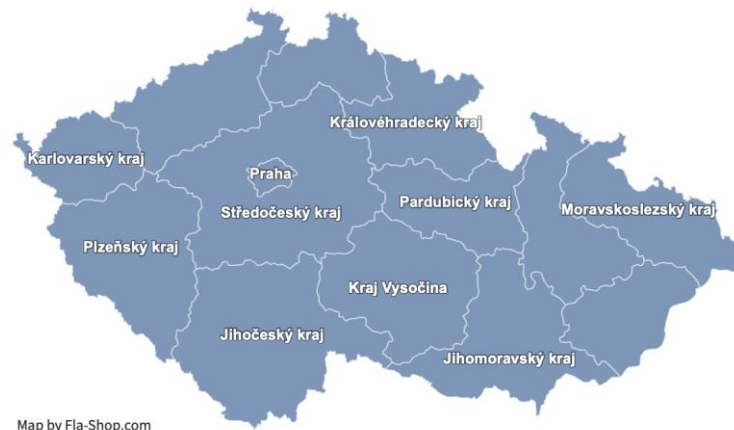 Královéhradecký kraj
Karlovarský kraj
Praha
Středočeský kraj
Pardubický kraj
Moravskoslezský kraj
Plzeňský kraj
Kraj Vysočina
Jihočeský kraj
Jihomoravský kraj
Map by Fla-Shop.com